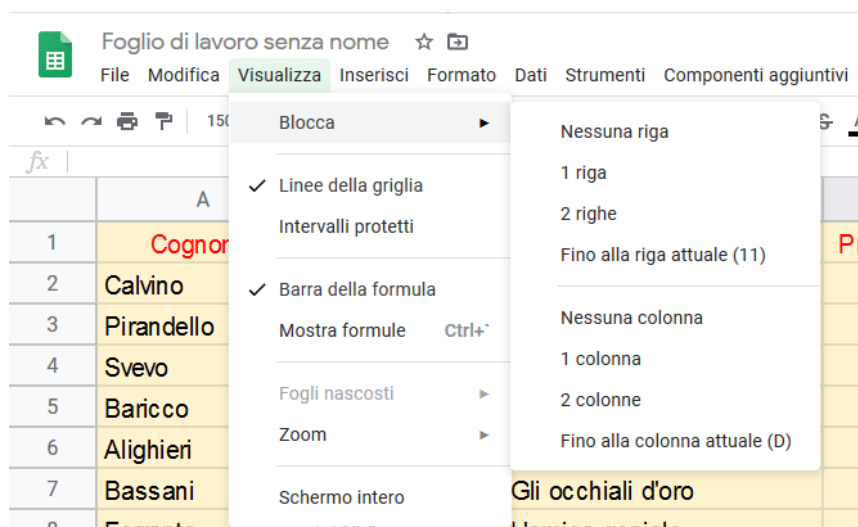 Foglio di lavoro senza nome
File Modifica Visualizza Inserisci Formato Dati Strumenti Componenti aggiuntivi
150
fx
Blocca
Linee della griglia
Intervalli protetti
Barra della formula
Mostra formule Ctrl+`
Fogli nascosti
Zoom
Schermo intero
Nessuna riga
1 riga
2 righe
Fino alla riga attuale (11)
Nessuna colonna
1 colonna
2 colonne
Fino alla colonna attuale (D)
A
1
2 Calvino
3 Pirandello
4 Svevo
5 Baricco
6 Alighieri
7 Bassani Gli occhiali d'oro